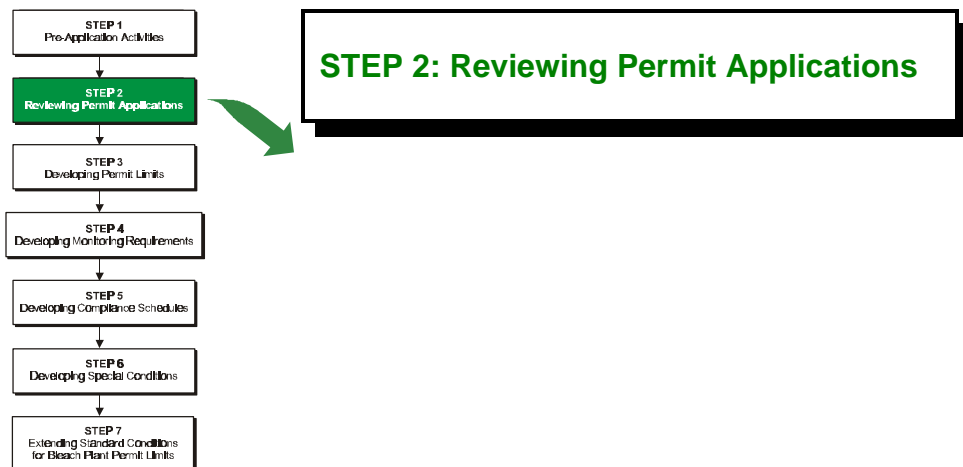 STEP 1
Pre-Application Activities
STEP 2
Reviewing Permit Applications
STEP 3
Developing Permit Limits
STEP 4
Developing Monitoring Requirements
STEP 5
Developing Compliance Schedules
STEP 6
Developing Special Conditions
STEP 7
Extending Standard Conditions
for Bleach Plant Permit Limits
STEP 2: Reviewing Permit Applications